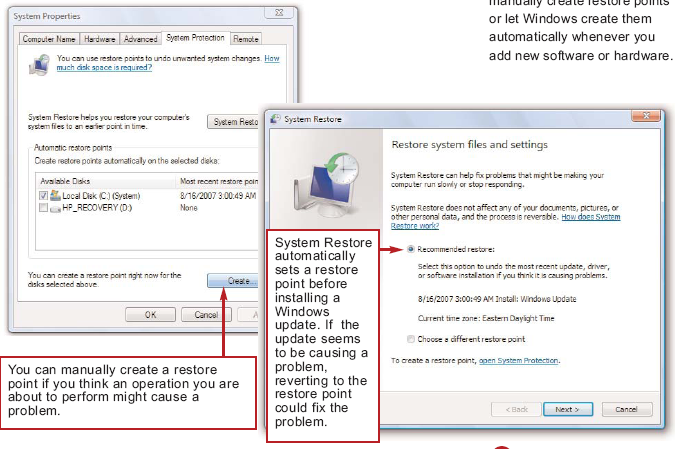 manually create restore points
or let Windows create them
automatically whenever you
add new software or hardware.
System Properties
Computer Name Hardware Advanced System Protection Remote
You can use restore points to undo unwanted system changes. How
much disk space is required?
System Restore helps you restore your computer's
system files to an earlier point in time.
System Resto
Automatic restore points
Create restore points automatically on the selected disks:
Available Disks Most recent restore poin
Local Disk (C:) (System) 8/16/2007 3:00:49 AM
HP_RECOVERY (D:) None
You can create a restore point right now for the
disks selected above.
Create...
OK Cancel A
You can manually create a restore
point if you think an operation you are
about to perform might cause a
problem.
System Restore
Restore system files and settings
System Restore can help fix problems that might be making your
computer run slowly or stop responding.
System Restore does not affect any of your documents, pictures, or
other personal data, and the process is reversible. How does System
Restore work?
Recommended restore:
Select this option to undo the most recent update, driver,
or software installation if you think it is causing problems.
8/16/2007 3:00:49 AM Install: Windows Update
Current time zone: Eastern Daylight Time
Choose a different restore point
To create a restore point, open System Protection.
< Back Next > Cancel
System Restore
automatically
sets a restore
point before
installing a
Windows
update. If the
update seems
to be causing a
problem,
reverting to the
restore point
could fix the
problem.